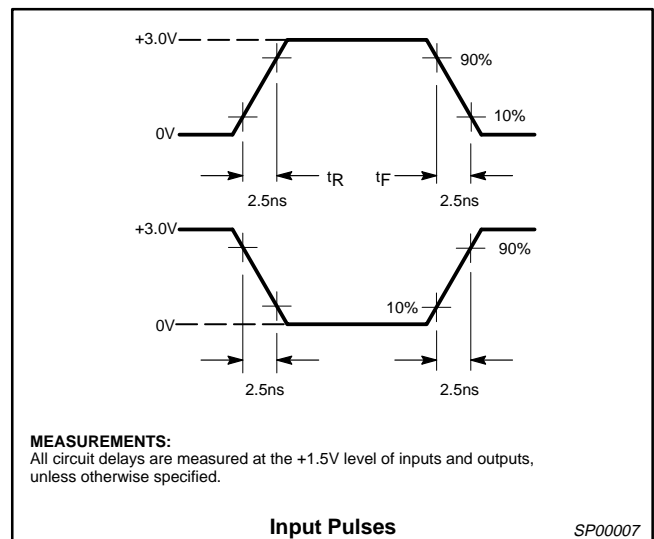 +3.0V
90%
10%
0V
tR tF
2.5ns 2.5ns
+3.0V
90%
10%
0V
2.5ns 2.5ns
MEASUREMENTS:
All circuit delays are measured at the +1.5V level of inputs and outputs,
unless otherwise specified.
Input Pulses
SP00007